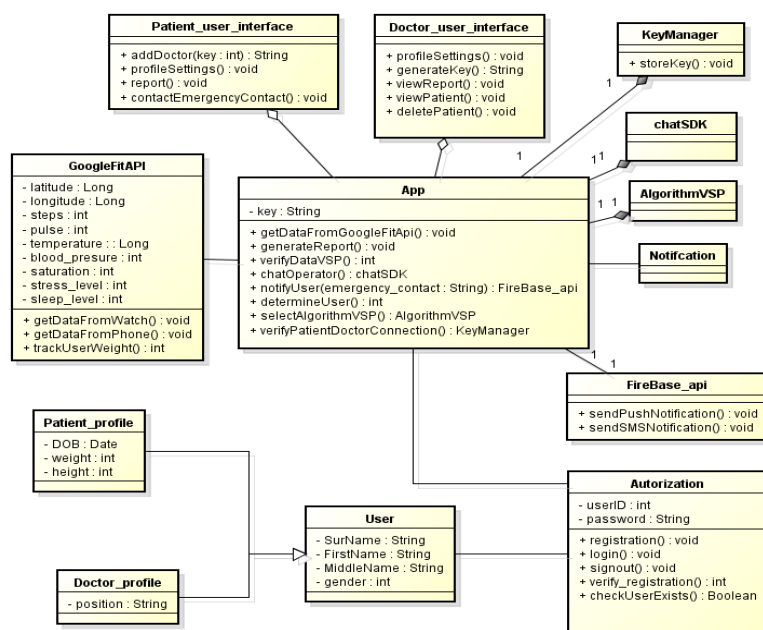 Patient_user_interface
+ addDoctor(key : int) : String
+ profileSettings() : void
+ report() : void
+ contactEmergencyContact() : void
Doctor_user_interface
+ profileSettings() : void
+ generateKey() : String
+ viewReport() : void
+ viewPatient() : void
+ deletePatient() : void
KeyManager
+ storeKey() : void
1
1
chatSDK
1
1
AlgorithmVSP
1
1
GoogleFitAPI
- latitude : Long
- longitude : Long
- steps : int
- pulse : int
- temperature : : Long
- blood_presure : int
- saturation : int
- stress_level : int
- sleep_level : int
+ getDataFromWatch() : void
+ getDataFromPhone() : void
+ trackUserWeight() : int
App
- key : String
+ getDataFromGoogleFitApi() : void
+ generateReport() : void
+ verifyDataVSP() : int
+ chatOperator() : chatSDK
+ notifyUser(emergency_contact : String) : FireBase_api
+ determineUser() : int
+ selectAlgorithmVSP() : AlgorithmVSP
+ verifyPatientDoctorConnection() : KeyManager
Notifcation
1
1
FireBase_api
+ sendPushNotification() : void
+ sendSMSNotification() : void
Patient_profile
- DOB : Date
- weight : int
- height : int
Doctor_profile
- position : String
User
- SurName : String
- FirstName : String
- MiddleName : String
- gender : int
Autorization
- userID : int
- password : String
+ registration() : void
+ login() : void
+ signout() : void
+ verify_registration() : int
+ checkUserExists() : Boolean